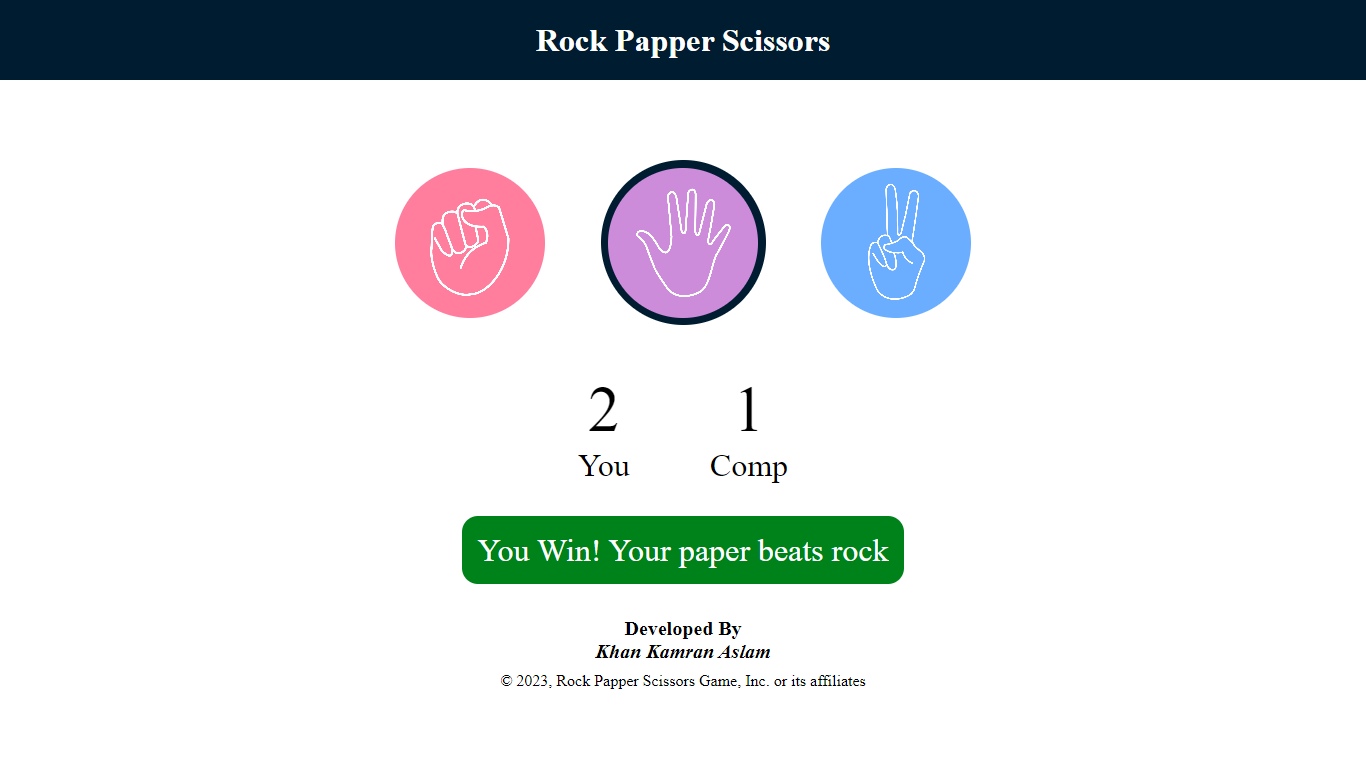 Rock Papper Scissors
2 1
You Comp
You Win! Your paper beats rock
Developed By
Khan Kamran Aslam
© 2023, Rock Papper Scissors Game, Inc. or its affiliates